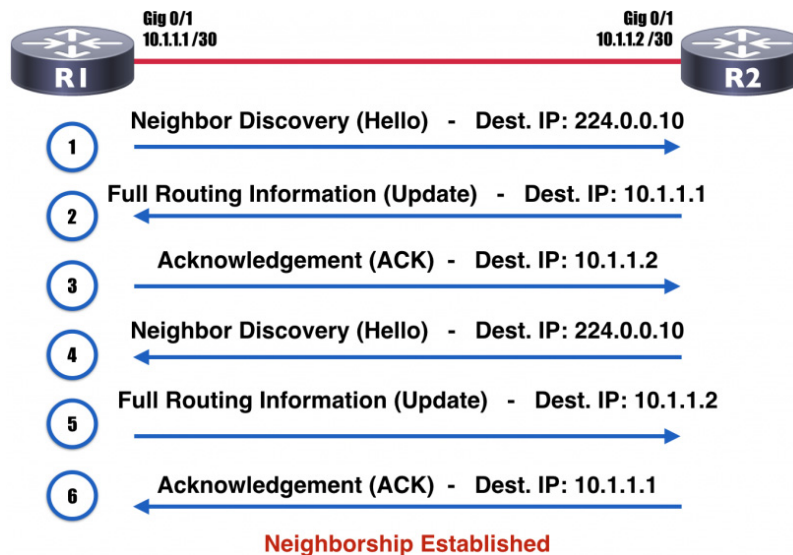 Gig 0/1
10.1.1.1 /30
Gig 0/1
10.1.1.2 /30
R1
R2
1
Neighbor Discovery (Hello) - Dest. IP: 224.0.0.10
2
Full Routing Information (Update) - Dest. IP: 10.1.1.1
3
Acknowledgement (ACK) - Dest. IP: 10.1.1.2
4
Neighbor Discovery (Hello) - Dest. IP: 224.0.0.10
5
Full Routing Information (Update) - Dest. IP: 10.1.1.2
6
Acknowledgement (ACK) - Dest. IP: 10.1.1.1
Neighborship Established